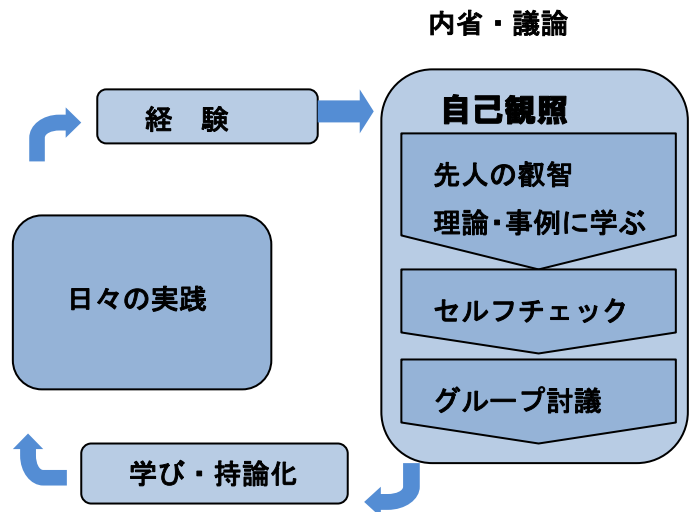 内省・議論
経　験
自己観照
先人の叡智
理論・事例に学ぶ
日々の実践
セルフチェック
グループ討議
学び・持論化